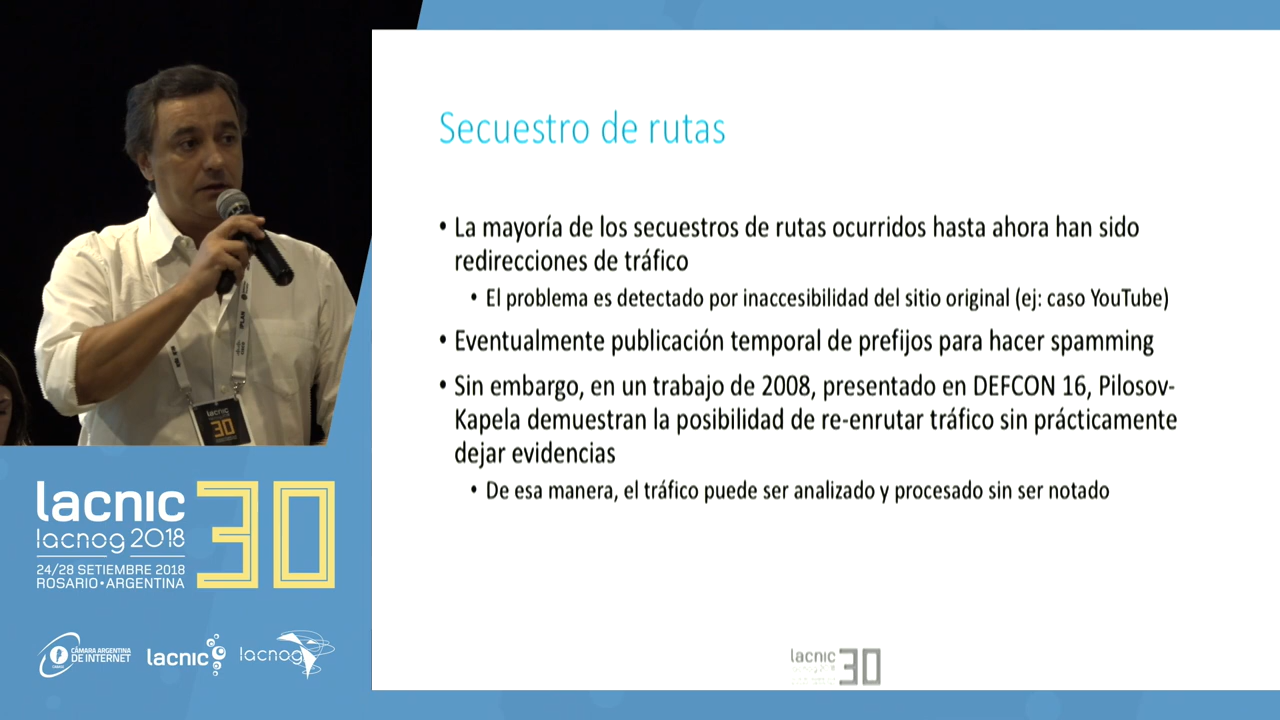 Secuestro de rutas
• La mayoría de los secuestros de rutas ocurridos hasta ahora han sido
redirecciones de tráfico
• El problema es detectado por inaccesibilidad del sitio original (ej: caso YouTube)
• Eventualmente publicación temporal de prefijos para hacer spamming
• Sin embargo, en un trabajo de 2008, presentado en DEFCON 16, Pilosov-
Kapela demuestran la posibilidad de re-enrutar tráfico sin prácticamente
dejar evidencias
• De esa manera, el tráfico puede ser analizado y procesado sin ser notado
lacnic 30
IPLAN
lacnic
30
lacnic 30
lacnog 2018
24/28 SETIEMBRE 2018
ROSARIO•ARGENTINA
CÁMARA ARGENTINA
DE INTERNET
lacnic
lacnog